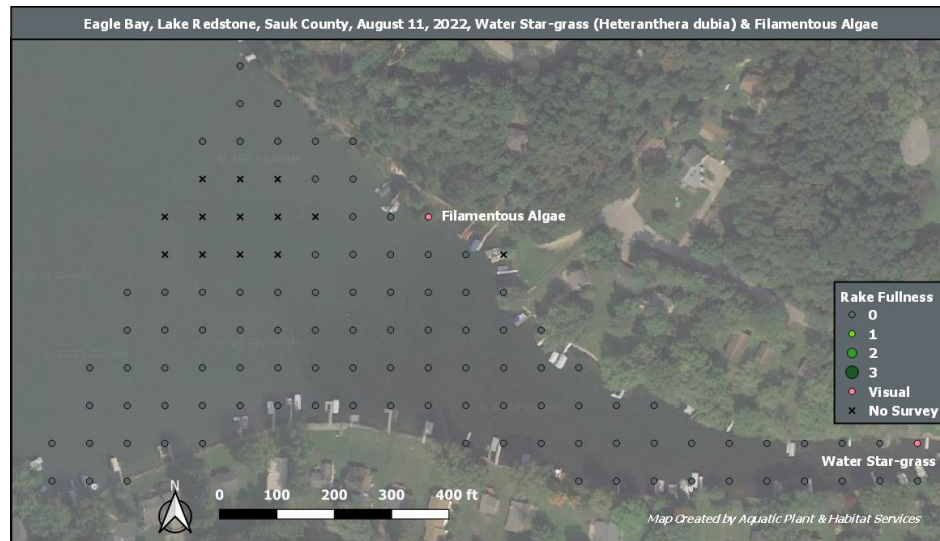 Eagle Bay, Lake Redstone, Sauk County, August 11, 2022, Water Star-grass (Heteranthera dubia) & Filamentous Algae
© 2023 Google
Filamentous Algae
Rake Fullness
0
1
2
3
Visual
No Survey
Water Star-grass
N
0 100 200 300 400 ft
Map Created by Aquatic Plant & Habitat Services